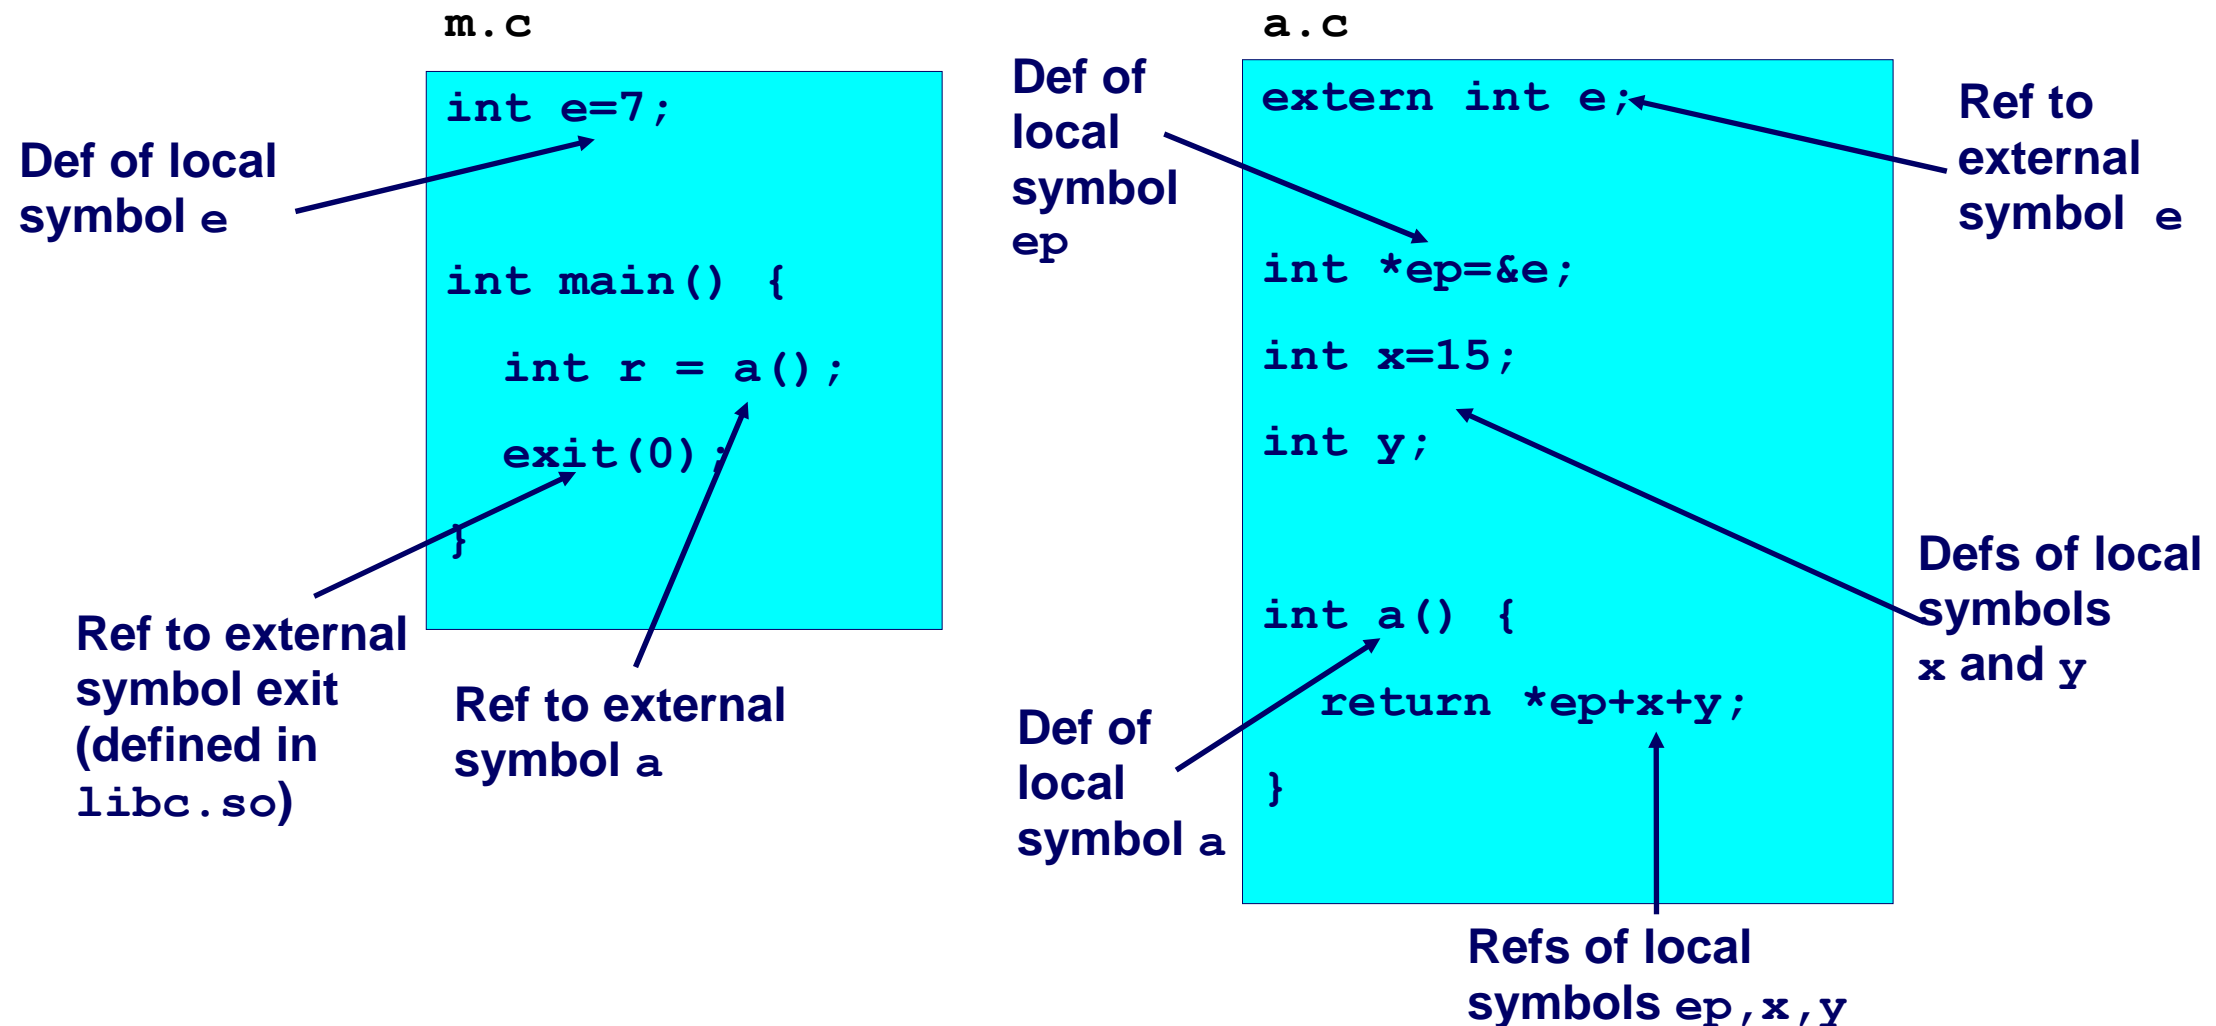 m.c
int e=7;
int main() {
  int r = a();
  exit(0);
}
Def of local
symbol e
Ref to external
symbol exit
(defined in
libc.so)
Ref to external
symbol a
a.c
extern int e;
int *ep=&e;
int x=15;
int y;
int a() {
  return *ep+x+y;
}
Def of
local
symbol
ep
Ref to
external
symbol e
Defs of local
symbols
x and y
Def of
local
symbol a
Refs of local
symbols ep,x,y